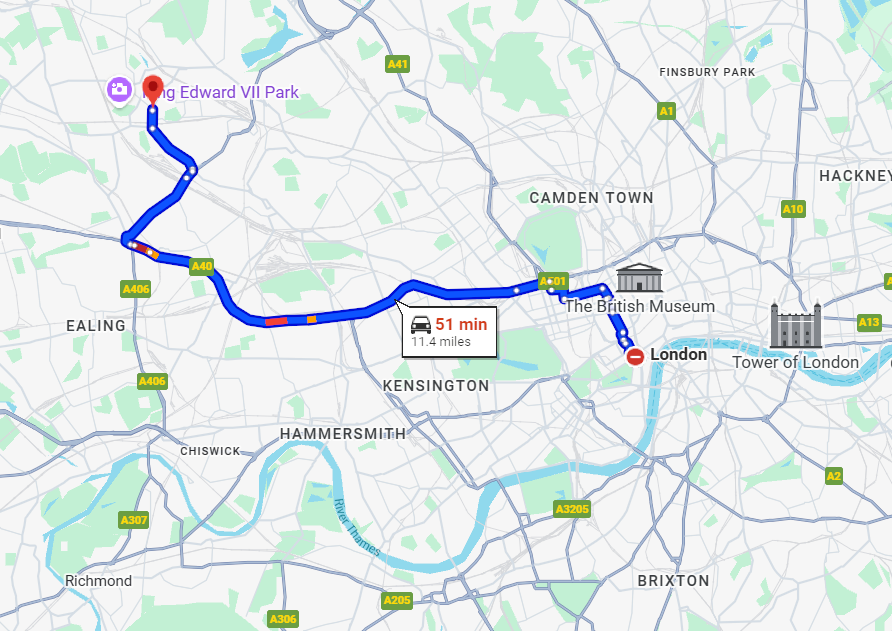 A41
FINSBURY PARK
King Edward VII Park
A1
HACKNEY
CAMDEN TOWN
A10
A40
A501
A406
The British Museum
EALING
51 min
11.4 miles
A13
London
Tower of London
A406
KENSINGTON
HAMMERSMITH
CHISWICK
A2
A3205
A307
River Thames
Richmond
BRIXTON
A205
A306